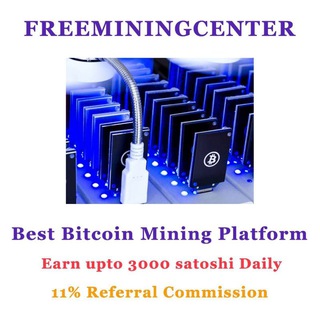 FREEMININGCENTER
Best Bitcoin Mining Platform
Earn upto 3000 satoshi Daily
11% Referral Commission